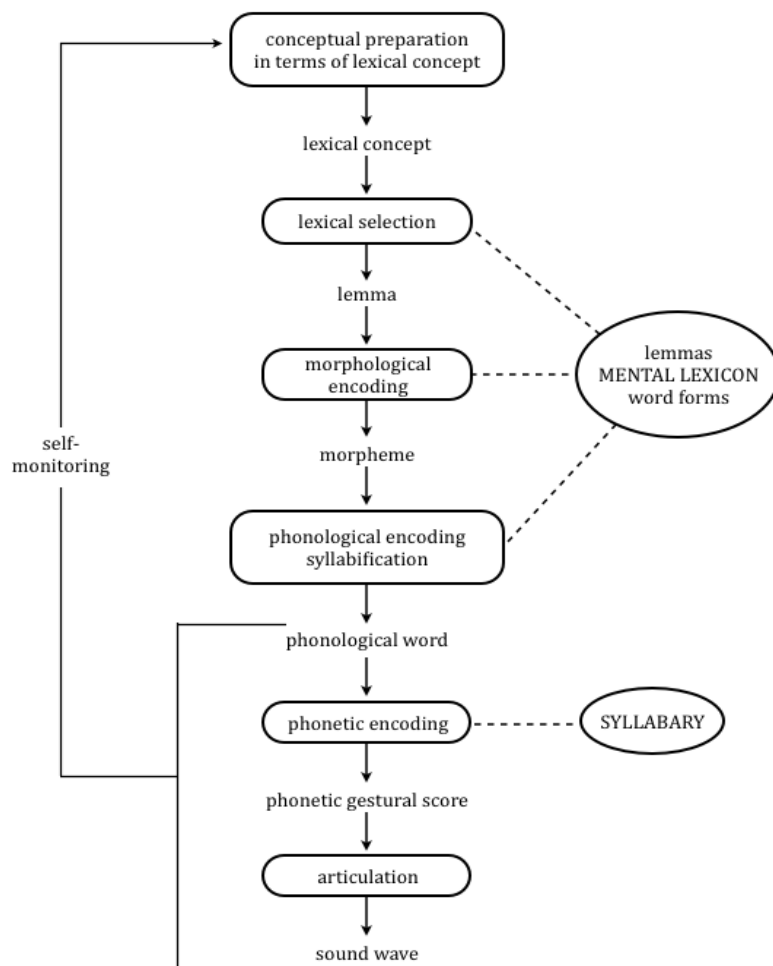 conceptual preparation
in terms of lexical concept
lexical concept
lexical selection
lemma
lemmas
MENTAL LEXICON
word forms
morphological
encoding
self-
monitoring
morpheme
phonological encoding
syllabification
phonological word
phonetic encoding
SYLLABARY
phonetic gestural score
articulation
sound wave